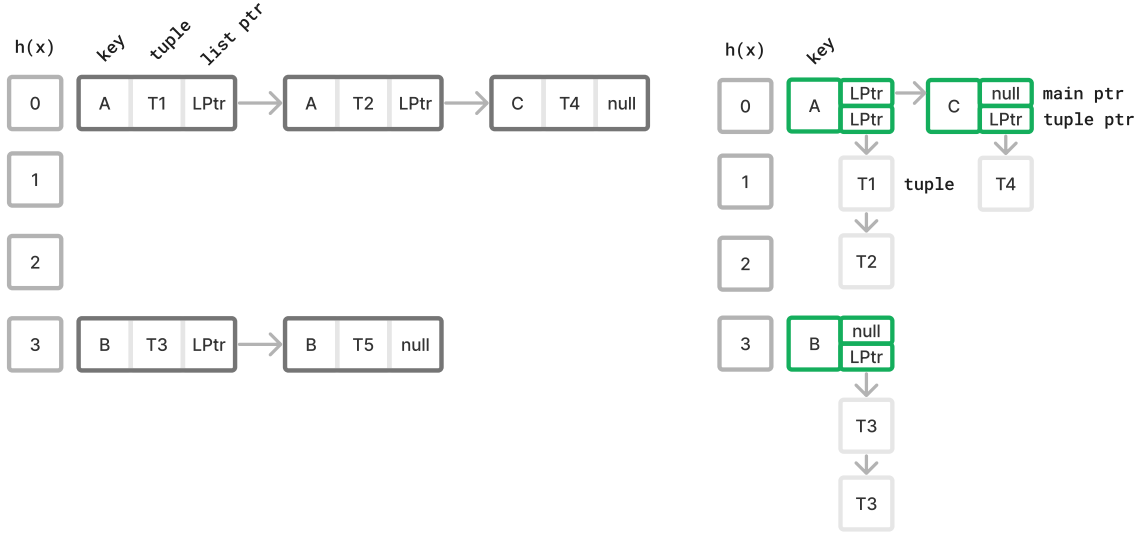 h(x) key tuple list ptr
0 A T1 LPtr A T2 LPtr C T4 null
1
2
3 B T3 LPtr B T5 null
h(x) key
0 A LPtr C null main ptr
LPtr LPtr tuple ptr
1 T1 tuple T4
2 T2
3 B null
LPtr
T3
T3